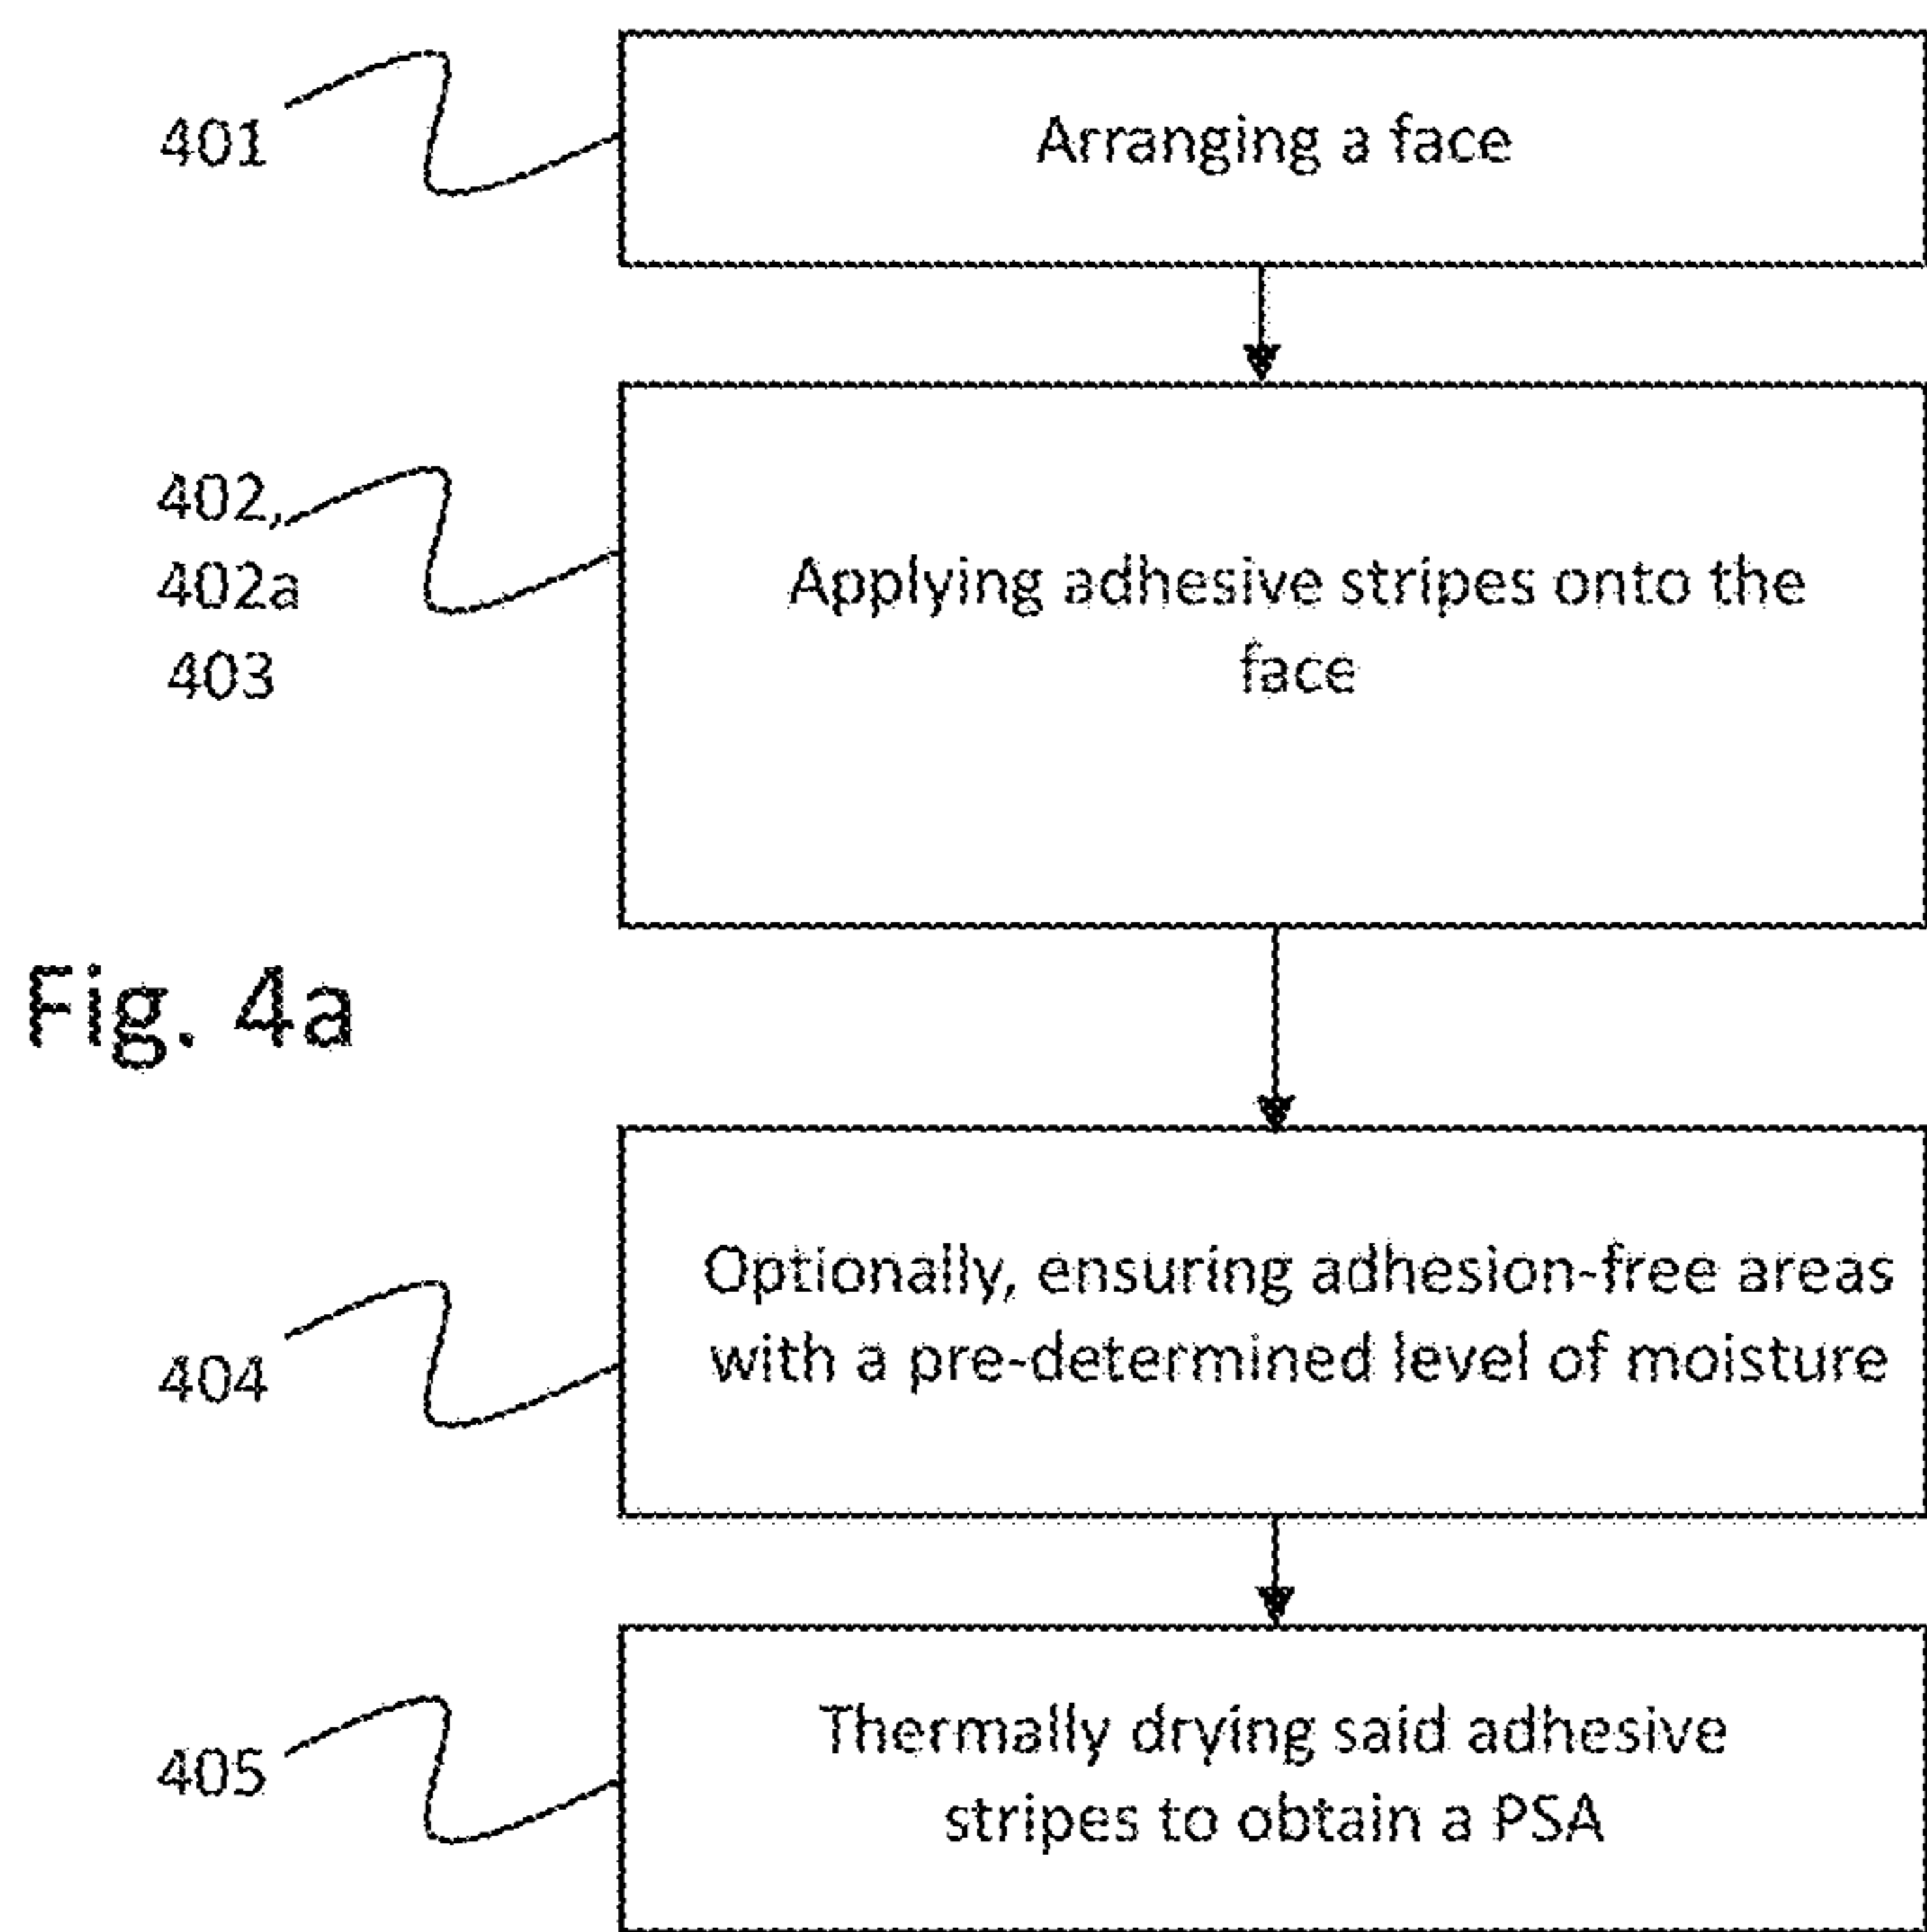 401
Arranging a face
402,
402a
403
Applying adhesive stripes onto the
face
Fig. 4a
404
Optionally, ensuring adhesion-free areas
with a pre-determined level of moisture
405
Thermally drying said adhesive
stripes to obtain a PSA